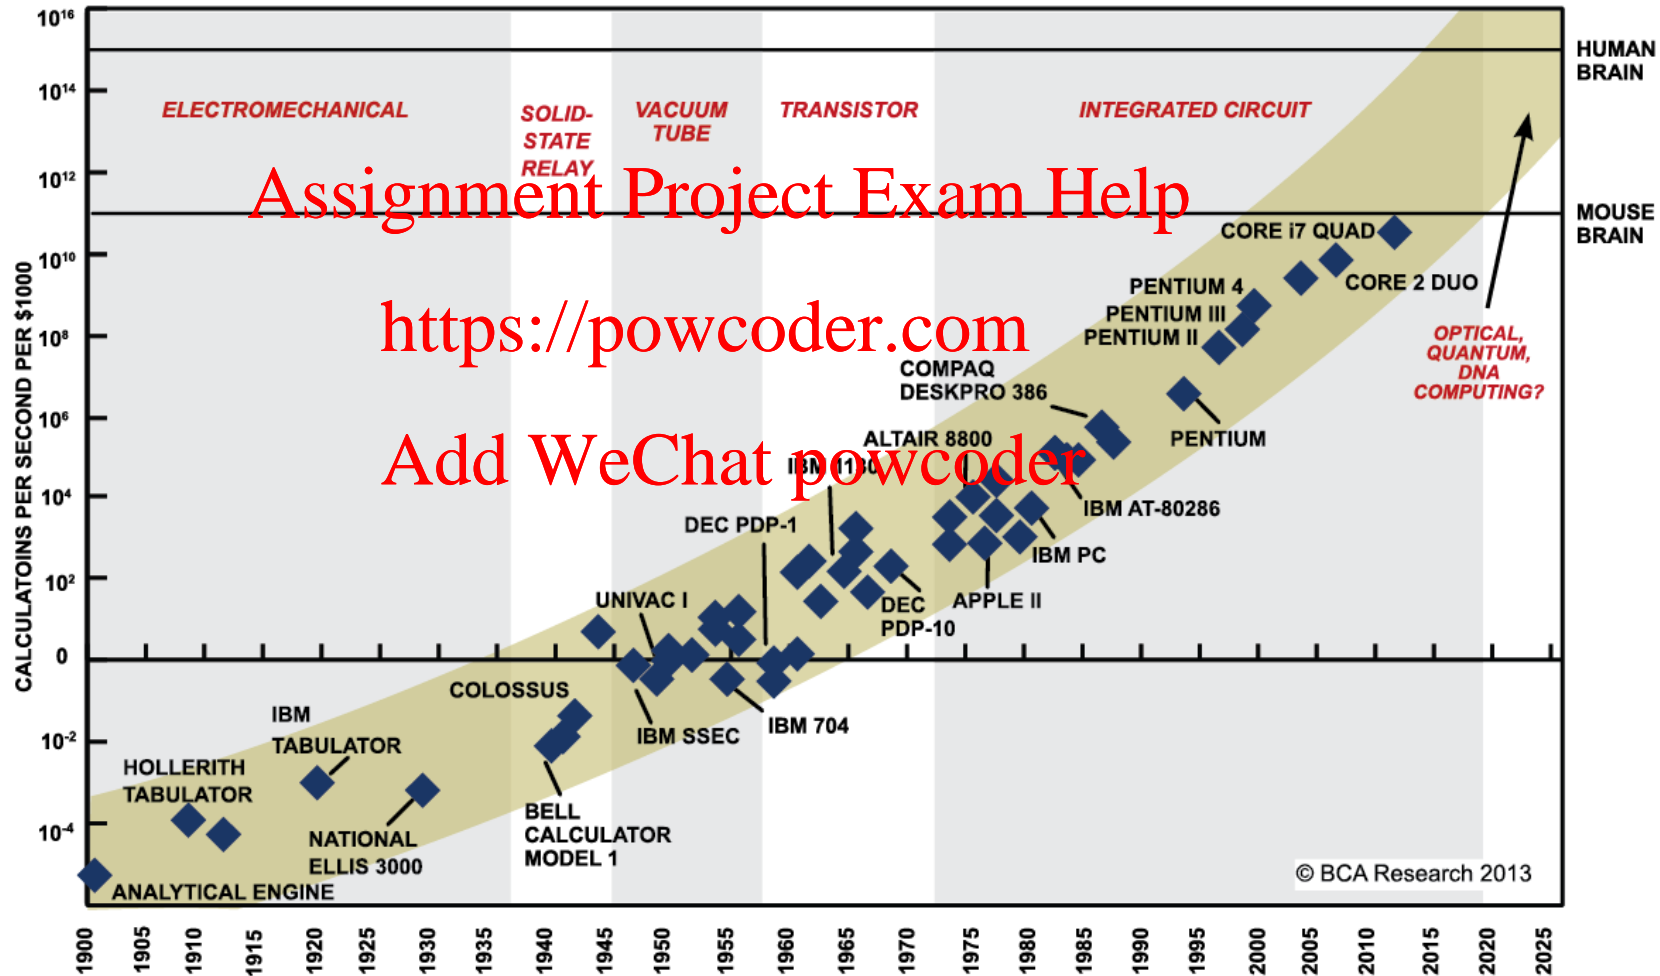 10¹⁶
10¹⁴
10¹²
10¹⁰
10⁸
10⁶
10⁴
10²
0
10⁻²
10⁻⁴
CALCULATOINS PER SECOND PER $1000
HUMAN
BRAIN
MOUSE
BRAIN
ELECTROMECHANICAL
SOLID-
STATE
RELAY
VACUUM
TUBE
TRANSISTOR
INTEGRATED CIRCUIT
Assignment Project Exam Help
https://powcoder.com
Add WeChat powcoder
CORE i7 QUAD
CORE 2 DUO
PENTIUM 4
PENTIUM III
PENTIUM II
OPTICAL,
QUANTUM,
DNA
COMPUTING?
COMPAQ
DESKPRO 386
PENTIUM
ALTAIR 8800
IBM 1130
IBM AT-80286
DEC PDP-1
IBM PC
UNIVAC I
DEC
PDP-10
APPLE II
COLOSSUS
IBM SSEC
IBM 704
IBM
TABULATOR
HOLLERITH
TABULATOR
NATIONAL
ELLIS 3000
BELL
CALCULATOR
MODEL 1
ANALYTICAL ENGINE
© BCA Research 2013
1900
1905
1910
1915
1920
1925
1930
1935
1940
1945
1950
1955
1960
1965
1970
1975
1980
1985
1990
1995
2000
2005
2010
2015
2020
2025